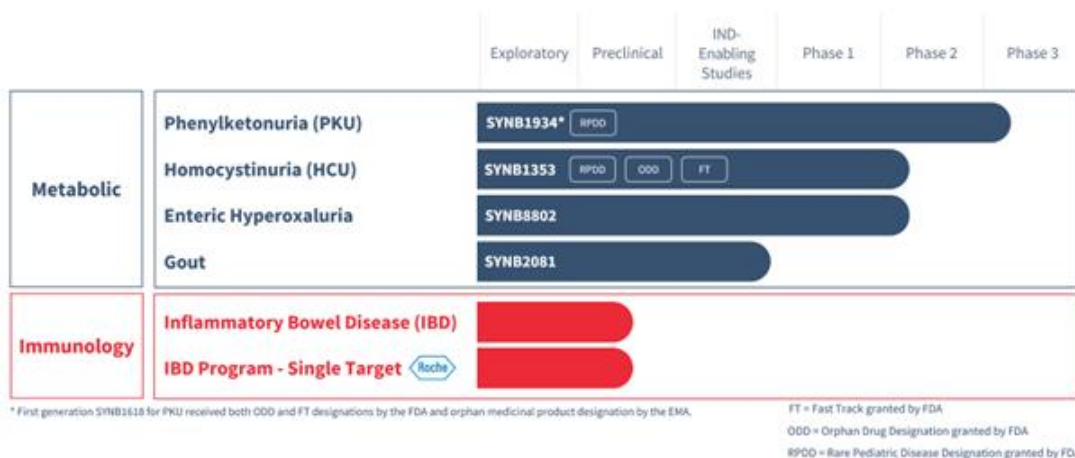 Exploratory Preclinical IND-Enabling Studies Phase 1 Phase 2 Phase 3
Metabolic
Phenylketonuria (PKU) SYNB1934* RPDD
Homocystinuria (HCU) SYNB1353 RPDD ODD FT
Enteric Hyperoxaluria SYNB8802
Gout SYNB2081
Immunology
Inflammatory Bowel Disease (IBD)
IBD Program - Single Target Roche
* First generation SYNB1618 for PKU received both ODD and FT designations by the FDA and orphan medicinal product designation by the EMA.
FT = Fast Track granted by FDA
ODD = Orphan Drug Designation granted by FDA
RPDD = Rare Pediatric Disease Designation granted by FDA